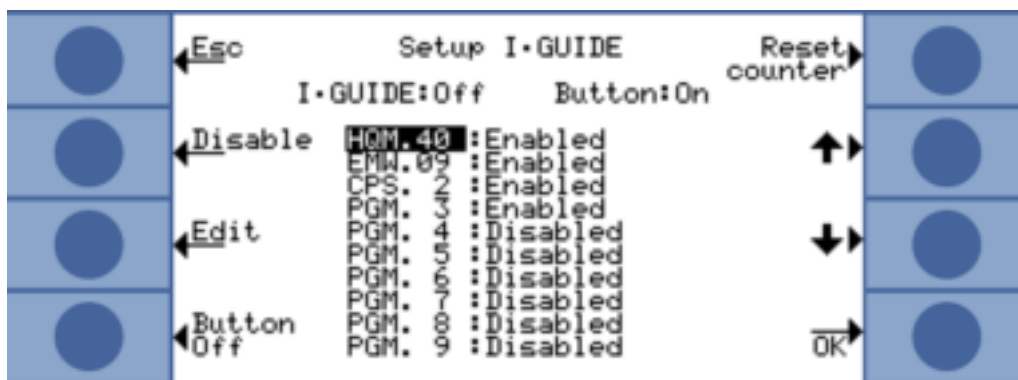 Esc Setup I·GUIDE Reset
counter
I·GUIDE:Off Button:On
Disable HQM.40 :Enabled
EMW.09 :Enabled
CPS. 2 :Enabled
PGM. 3 :Enabled
Edit PGM. 4 :Disabled
PGM. 5 :Disabled
PGM. 6 :Disabled
PGM. 7 :Disabled
Button PGM. 8 :Disabled
Off PGM. 9 :Disabled OK